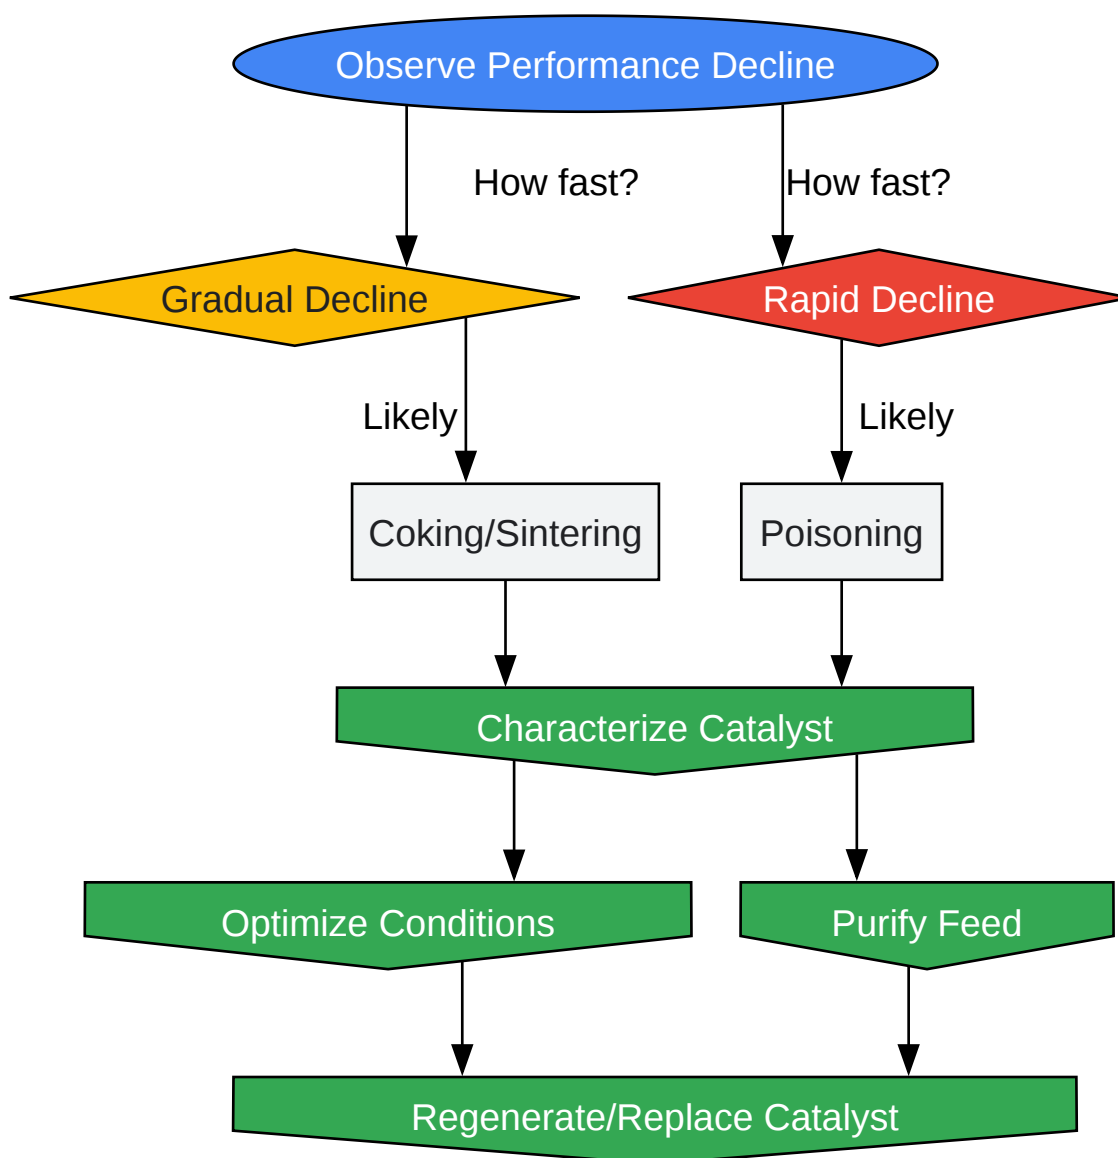 Observe Performance Decline
How fast?
How fast?
Gradual Decline
Rapid Decline
Likely
Likely
Coking/Sintering
Poisoning
Characterize Catalyst
Optimize Conditions
Purify Feed
Regenerate/Replace Catalyst